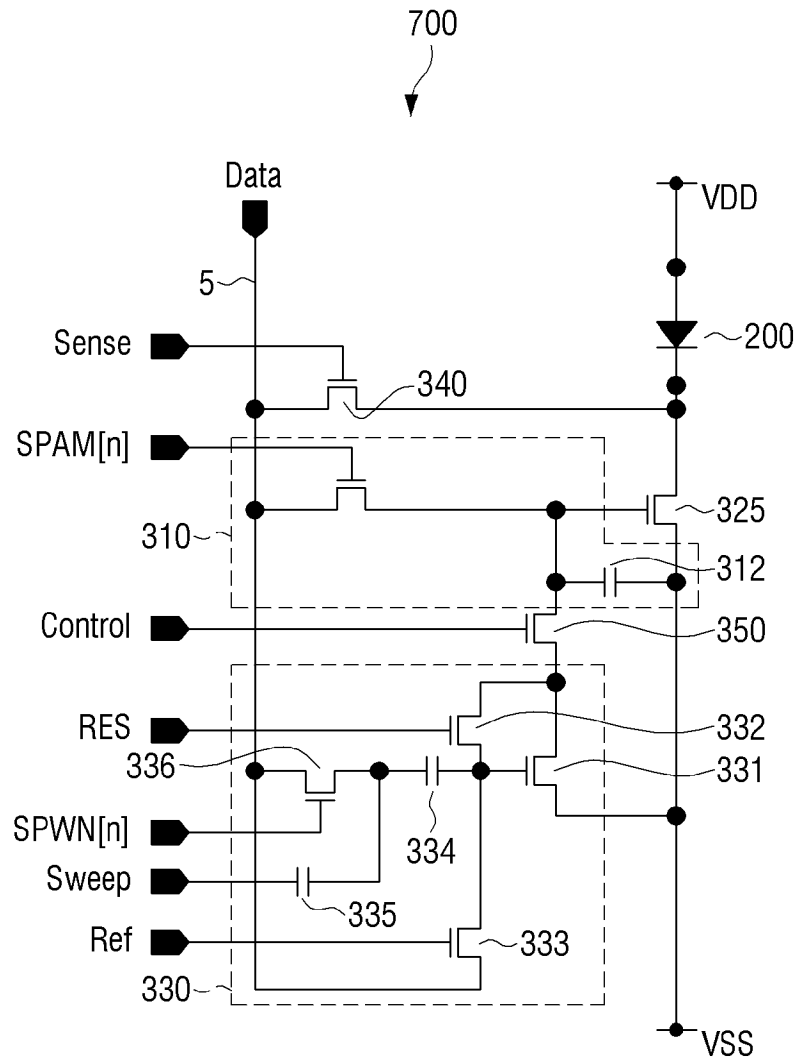 700
Data
VDD
5
Sense
200
340
SPAM[n]
325
310
312
Control
350
RES
332
336
331
SPWN[n]
334
Sweep
335
Ref
333
330
VSS